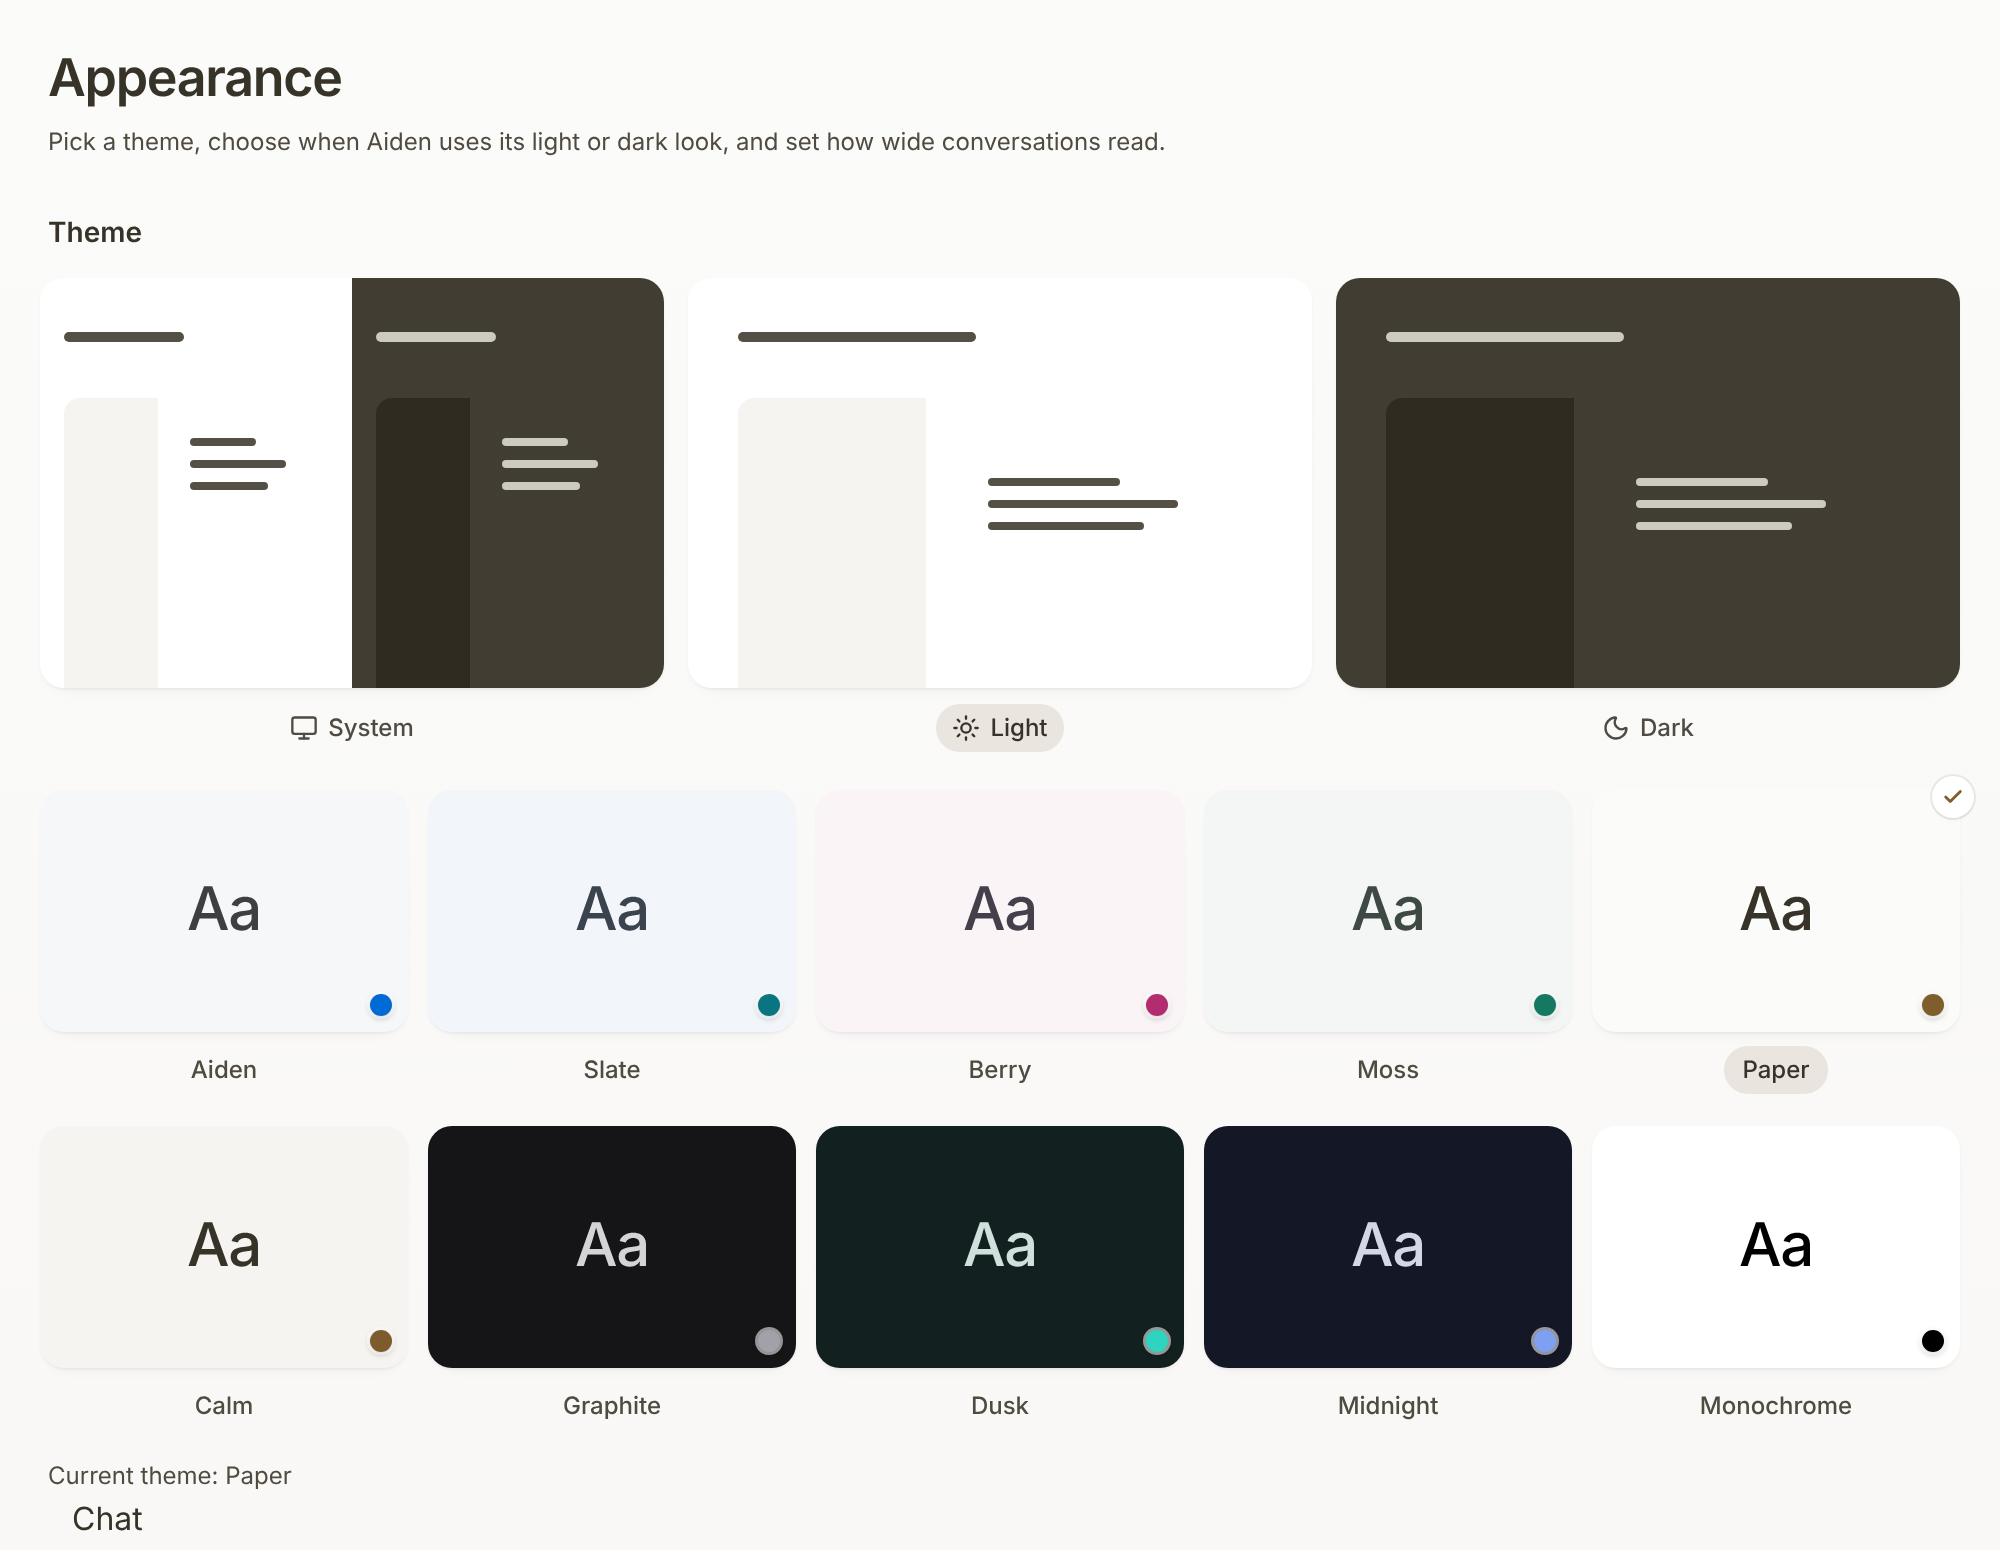 Appearance
Pick a theme, choose when Aiden uses its light or dark look, and set how wide conversations read.
Theme
System
Light
Dark
Aa
Aa
Aa
Aa
Aa
Aiden
Slate
Berry
Moss
Paper
Aa
Aa
Aa
Aa
Aa
Calm
Graphite
Dusk
Midnight
Monochrome
Current theme: Paper
Chat